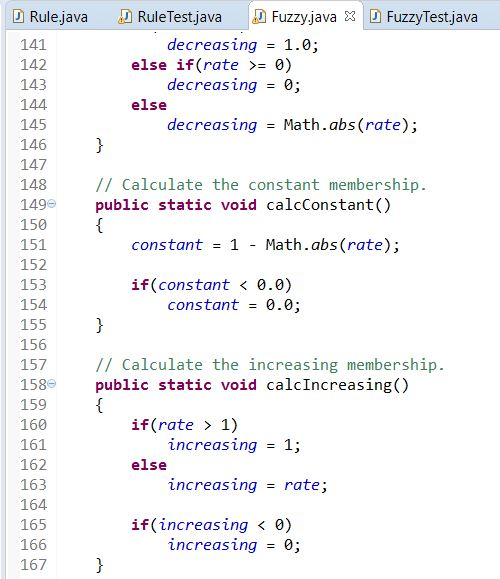 Rule.java RuleTest.java Fuzzy.java FuzzyTest.java
141 decreasing = 1.0;
142 else if(rate >= 0)
143 decreasing = 0;
144 else
145 decreasing = Math.abs(rate);
146 }
147
148 // Calculate the constant membership.
149 public static void calcConstant()
150 {
151 constant = 1 - Math.abs(rate);
152
153 if(constant < 0.0)
154 constant = 0.0;
155 }
156
157 // Calculate the increasing membership.
158 public static void calcIncreasing()
159 {
160 if(rate > 1)
161 increasing = 1;
162 else
163 increasing = rate;
164
165 if(increasing < 0)
166 increasing = 0;
167 }